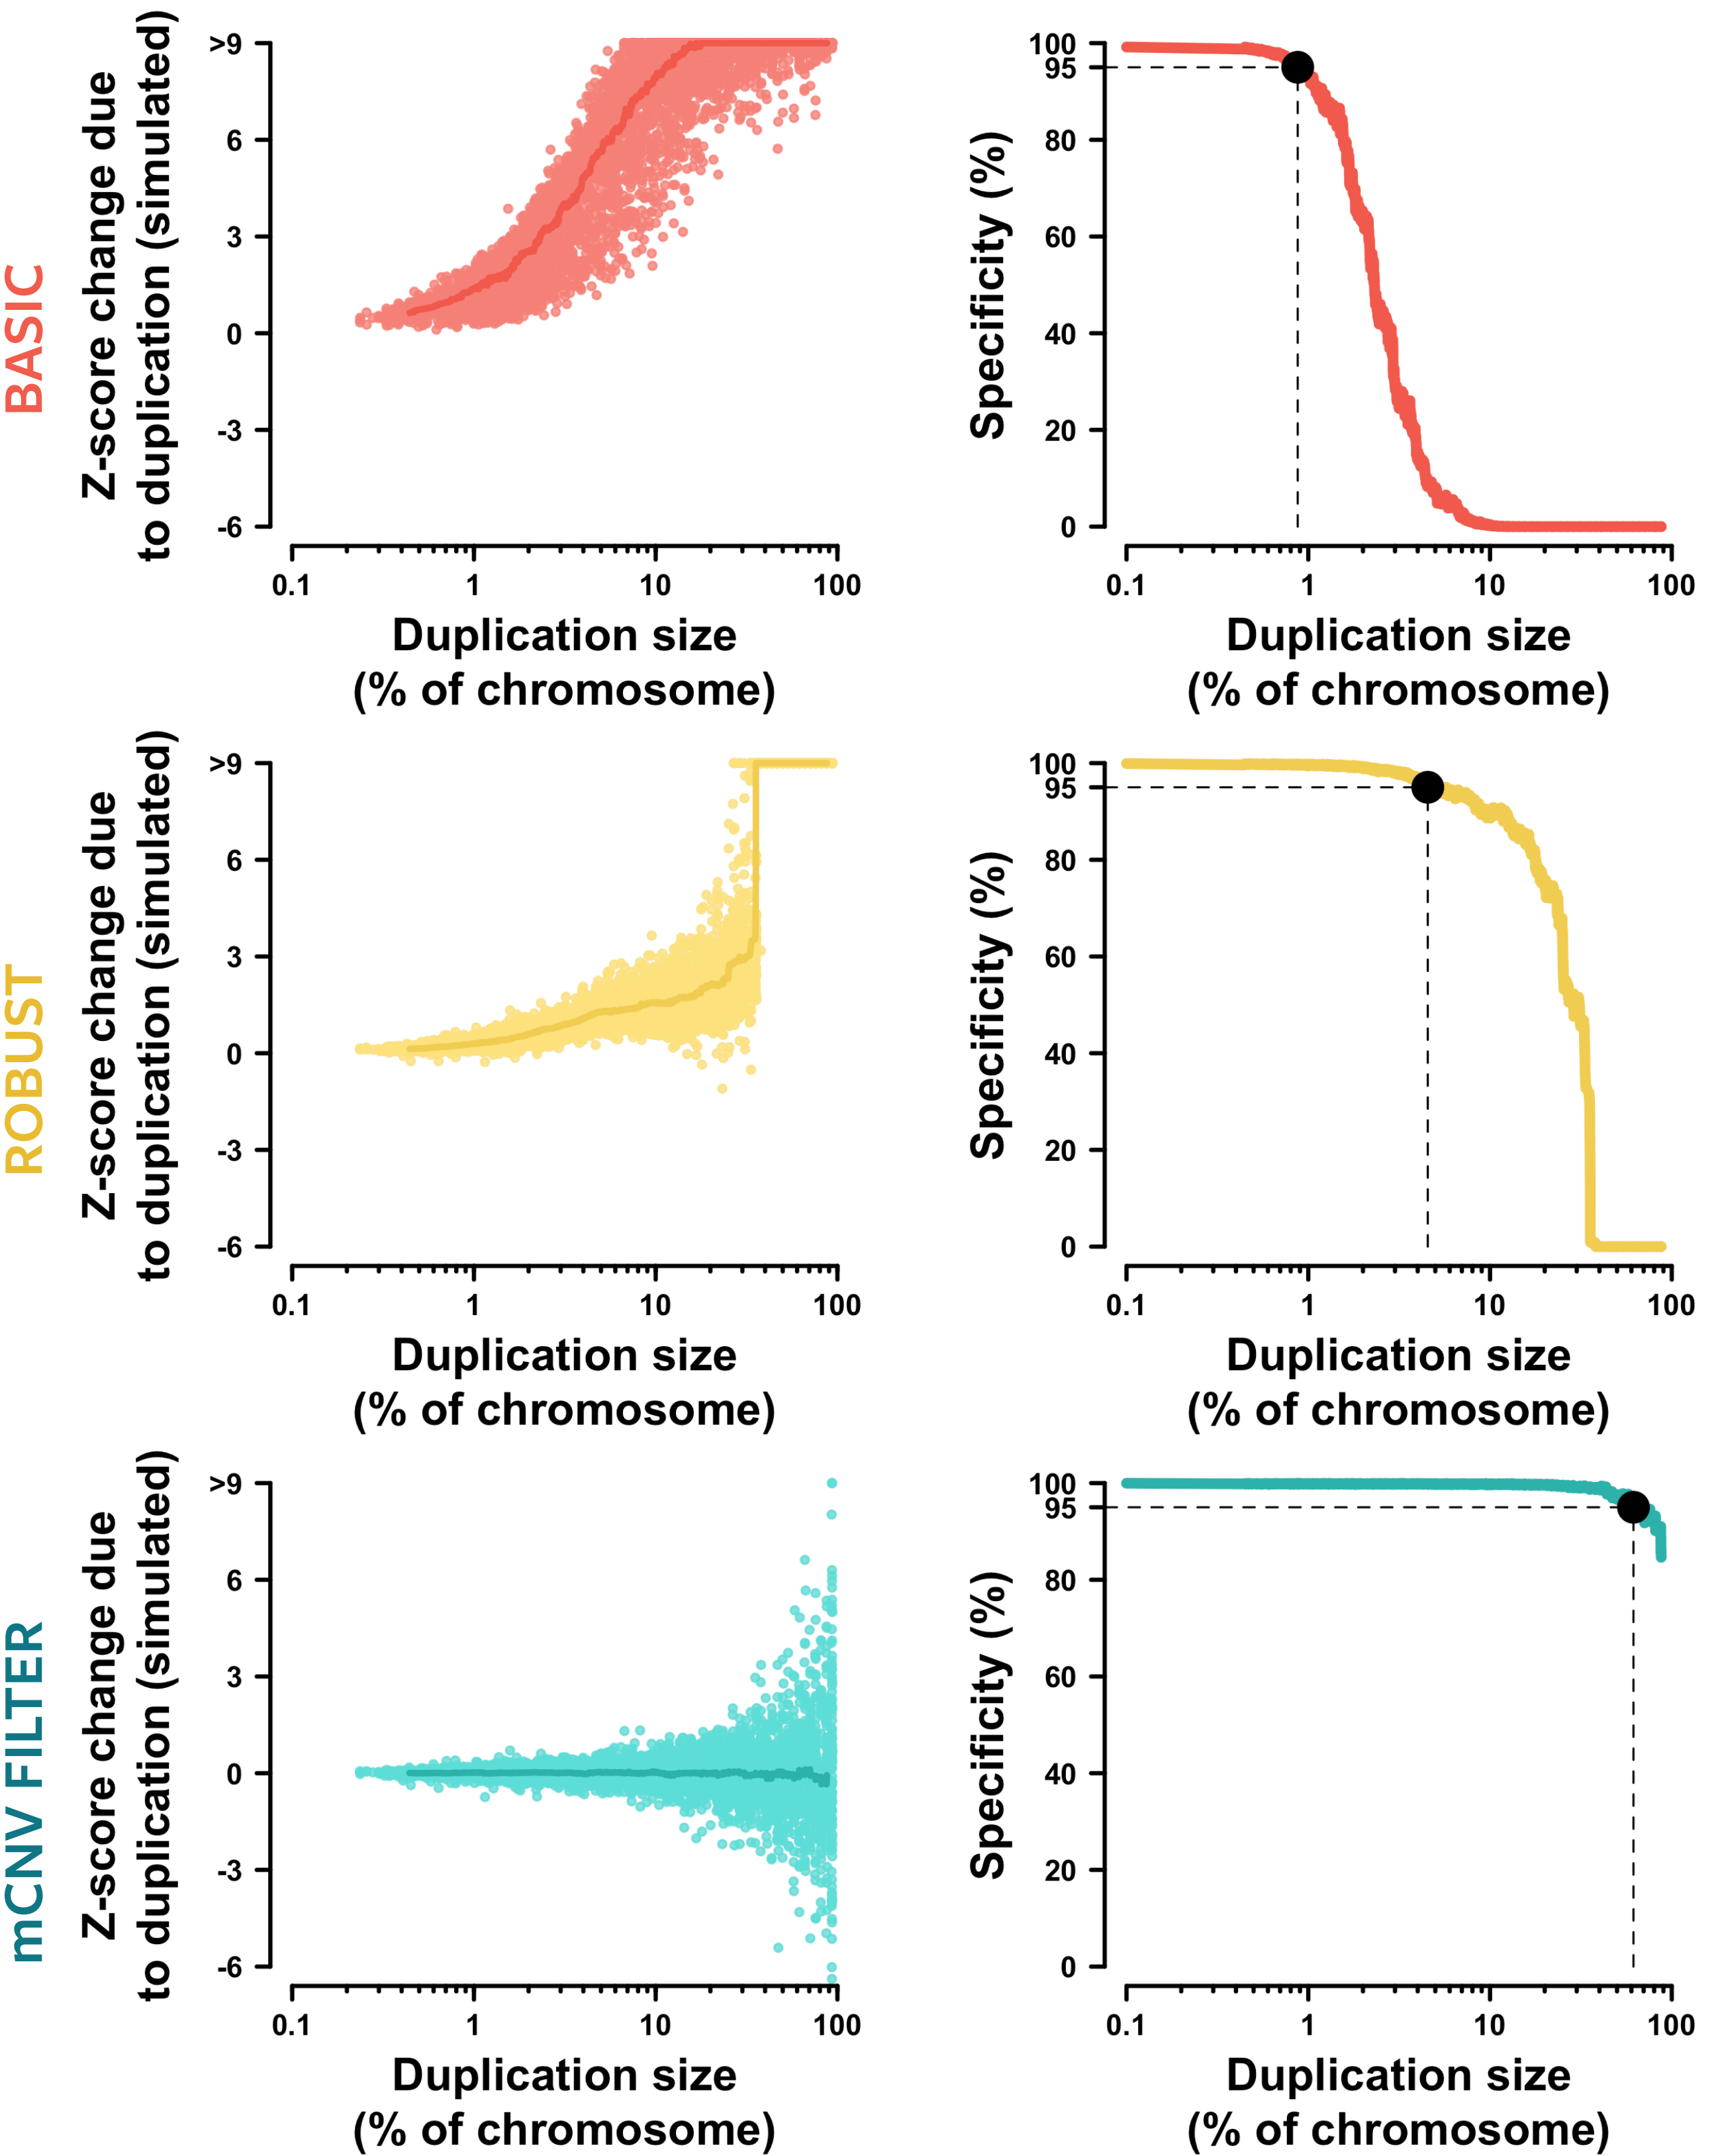 BASIC
Z-score change due
to duplication (simulated)
>9
6
3
0
-3
-6
0.1 1 10 100
Duplication size
(% of chromosome)
Specificity (%)
100
95
80
60
40
20
0
0.1 1 10 100
Duplication size
(% of chromosome)
ROBUST
Z-score change due
to duplication (simulated)
>9
6
3
0
-3
-6
0.1 1 10 100
Duplication size
(% of chromosome)
Specificity (%)
100
95
80
60
40
20
0
0.1 1 10 100
Duplication size
(% of chromosome)
mCNV FILTER
Z-score change due
to duplication (simulated)
>9
6
3
0
-3
-6
0.1 1 10 100
Duplication size
(% of chromosome)
Specificity (%)
100
95
80
60
40
20
0
0.1 1 10 100
Duplication size
(% of chromosome)